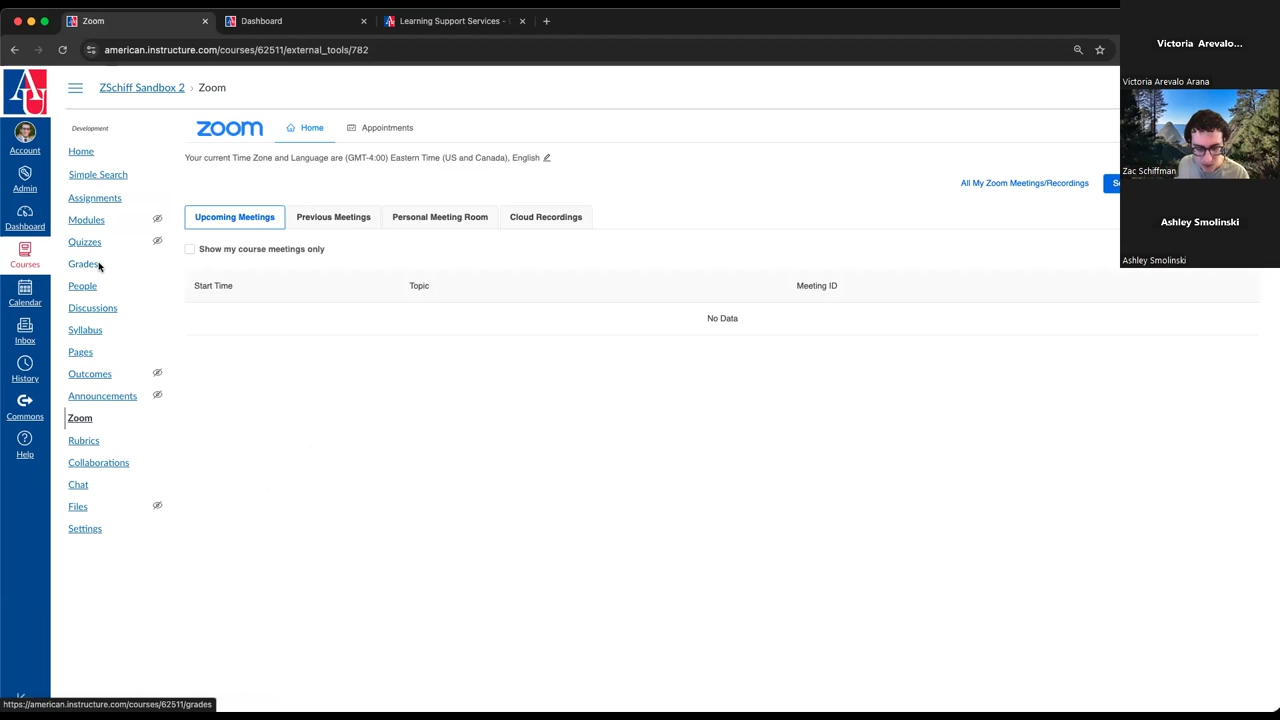 Zoom
Dashboard
Learning Support Services -
american.instructure.com/courses/62511/external_tools/782
Victoria Arevalo...
Victoria Arevalo Arana
Zac Schiffman
Ashley Smolinski
Ashley Smolinski
AU
Account
Admin
Dashboard
Courses
Calendar
Inbox
History
Commons
Help
ZSchiff Sandbox 2 › Zoom
Development
Home
Simple Search
Assignments
Modules
Quizzes
Grades
People
Discussions
Syllabus
Pages
Outcomes
Announcements
Zoom
Rubrics
Collaborations
Chat
Files
Settings
zoom
Home
Appointments
Your current Time Zone and Language are (GMT-4:00) Eastern Time (US and Canada), English
All My Zoom Meetings/Recordings
Upcoming Meetings
Previous Meetings
Personal Meeting Room
Cloud Recordings
Show my course meetings only
Start Time
Topic
Meeting ID
No Data
https://american.instructure.com/courses/62511/grades